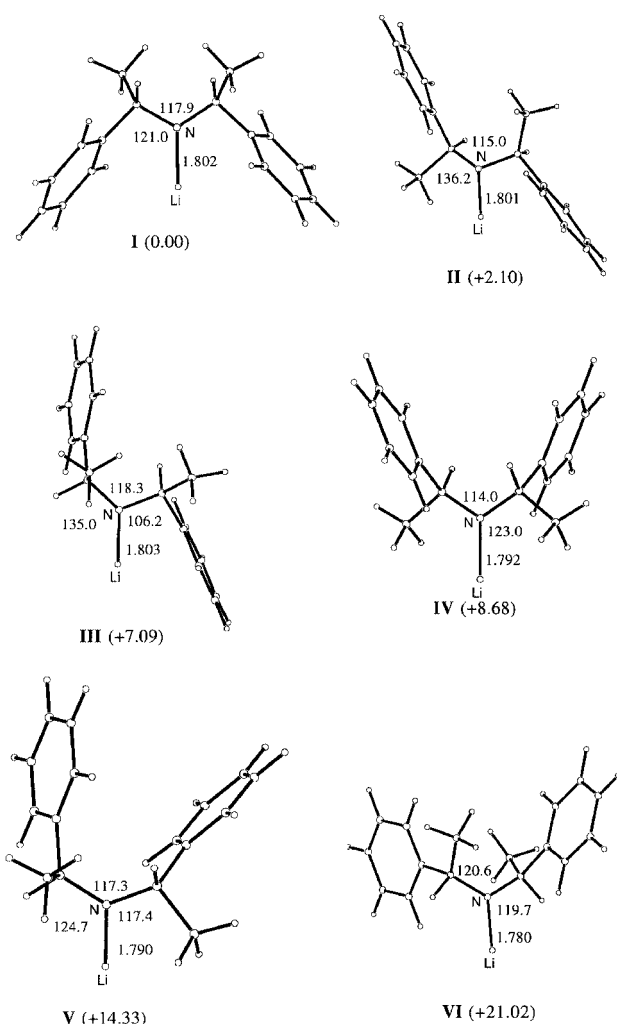 117.9
121.0
N
1.802
Li
I (0.00)
115.0
N
136.2
1.801
Li
II (+2.10)
118.3
135.0
N
106.2
1.803
Li
III (+7.09)
114.0
N
123.0
1.792
Li
IV (+8.68)
117.3
N
117.4
124.7
1.790
Li
V (+14.33)
120.6
N
119.7
1.780
Li
VI (+21.02)